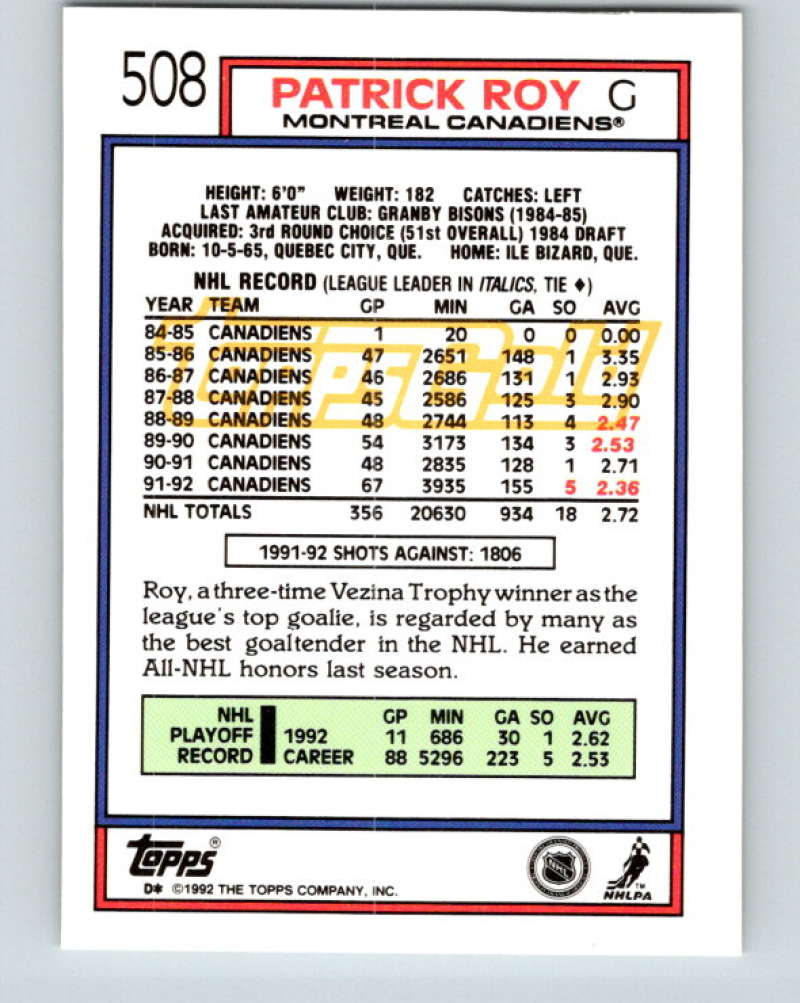 508 PATRICK ROY G
MONTREAL CANADIENS®
HEIGHT: 6'0" WEIGHT: 182 CATCHES: LEFT
LAST AMATEUR CLUB: GRANBY BISONS (1984-85)
ACQUIRED: 3rd ROUND CHOICE (51st OVERALL) 1984 DRAFT
BORN: 10-5-65, QUEBEC CITY, QUE. HOME: ILE BIZARD, QUE.
NHL RECORD (LEAGUE LEADER IN ITALICS, TIE ♦)
YEAR TEAM GP MIN GA SO AVG
84-85 CANADIENS 1 20 0 0 0.00
85-86 CANADIENS 47 2651 148 1 3.35
86-87 CANADIENS 46 2686 131 1 2.93
87-88 CANADIENS 45 2586 125 3 2.90
88-89 CANADIENS 48 2744 113 4 2.47
89-90 CANADIENS 54 3173 134 3 2.53
90-91 CANADIENS 48 2835 128 1 2.71
91-92 CANADIENS 67 3935 155 5 2.36
NHL TOTALS 356 20630 934 18 2.72
ToppsGold
1991-92 SHOTS AGAINST: 1806
Roy, a three-time Vezina Trophy winner as the
league's top goalie, is regarded by many as
the best goaltender in the NHL. He earned
All-NHL honors last season.
NHL GP MIN GA SO AVG
PLAYOFF 1992 11 686 30 1 2.62
RECORD CAREER 88 5296 223 5 2.53
topps®
D* ©1992 THE TOPPS COMPANY, INC.
NHL
™
NHLPA